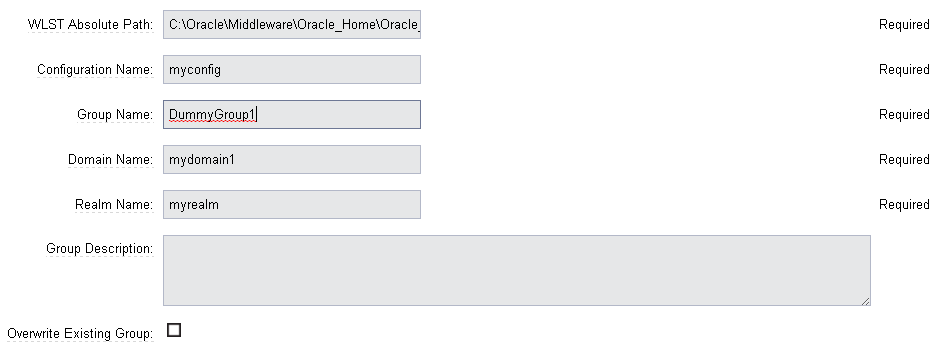 WLST Absolute Path: C:\Oracle\Middleware\Oracle_Home\Oracle_ Required
Configuration Name: myconfig Required
Group Name: DummyGroup1 Required
Domain Name: mydomain1 Required
Realm Name: myrealm Required
Group Description:
Overwrite Existing Group: